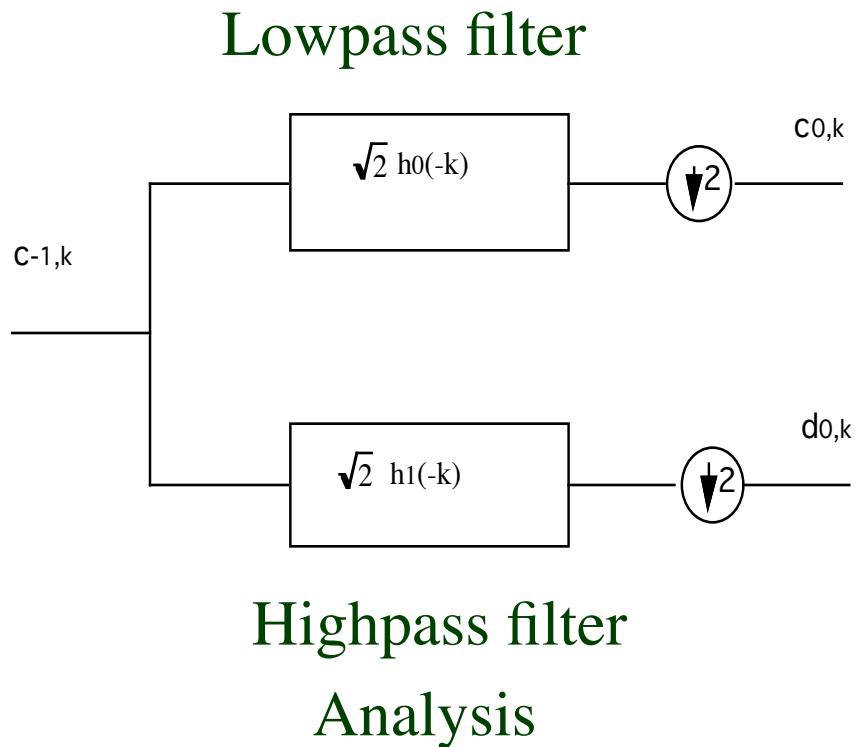 Lowpass filter
c0,k
√2 h0(-k)
2
c-1,k
d0,k
√2 h1(-k)
2
Highpass filter
Analysis